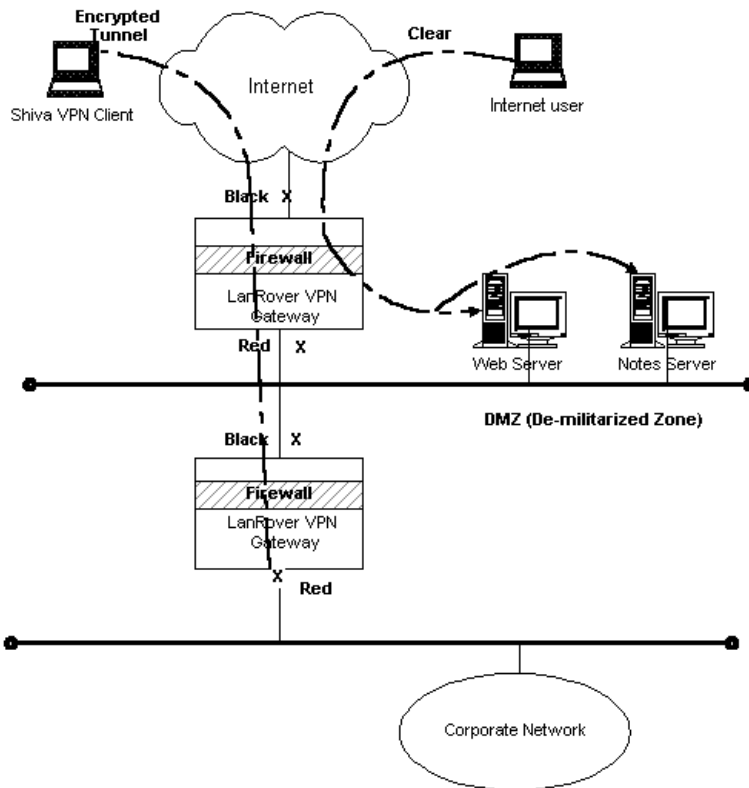 Encrypted
Tunnel
Clear
Internet
Shiva VPN Client
Internet user
Black X
Firewall
LanRover VPN
Gateway
Red X
Web Server
Notes Server
DMZ (De-militarized Zone)
Black X
Firewall
LanRover VPN
Gateway
X Red
Corporate Network